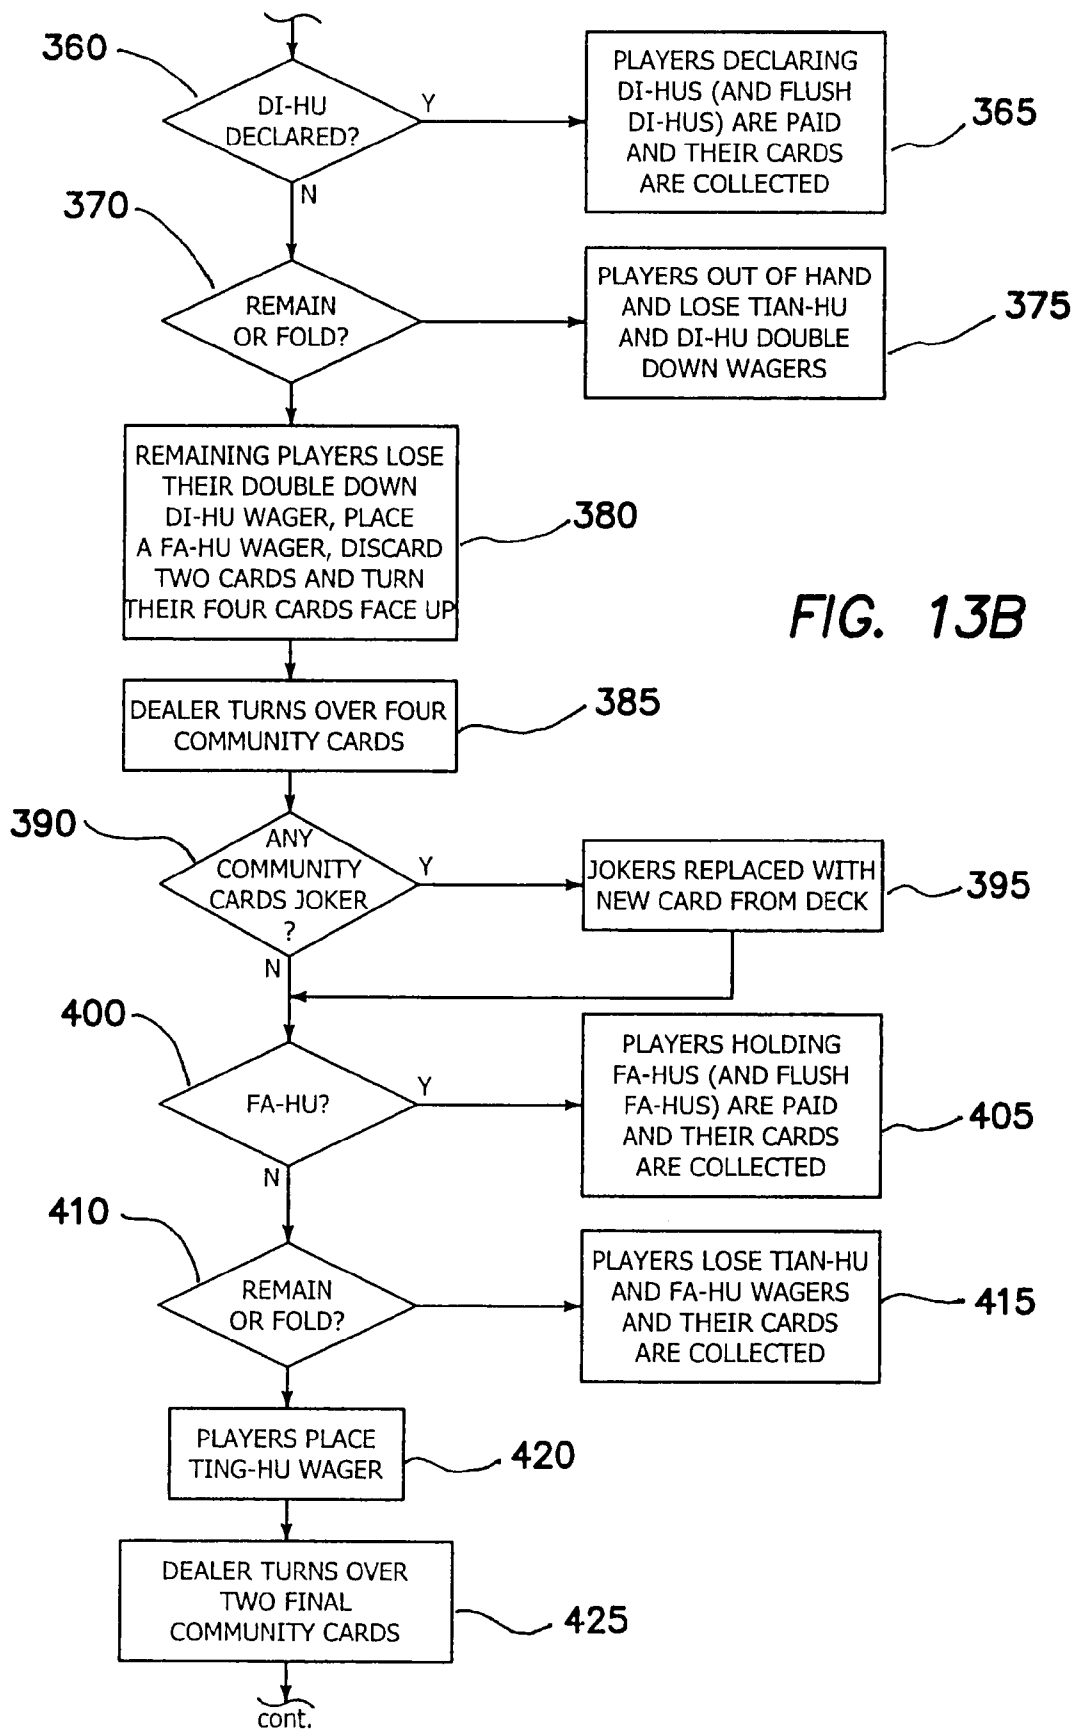 360
DI-HU
DECLARED?
Y
PLAYERS DECLARING
DI-HUS (AND FLUSH
DI-HUS) ARE PAID
AND THEIR CARDS
ARE COLLECTED
365
N
370
REMAIN
OR FOLD?
PLAYERS OUT OF HAND
AND LOSE TIAN-HU
AND DI-HU DOUBLE
DOWN WAGERS
375
REMAINING PLAYERS LOSE
THEIR DOUBLE DOWN
DI-HU WAGER, PLACE
A FA-HU WAGER, DISCARD
TWO CARDS AND TURN
THEIR FOUR CARDS FACE UP
380
FIG. 13B
DEALER TURNS OVER FOUR
COMMUNITY CARDS
385
390
ANY
COMMUNITY
CARDS JOKER
?
Y
JOKERS REPLACED WITH
NEW CARD FROM DECK
395
N
400
FA-HU?
Y
PLAYERS HOLDING
FA-HUS (AND FLUSH
FA-HUS) ARE PAID
AND THEIR CARDS
ARE COLLECTED
405
N
410
REMAIN
OR FOLD?
PLAYERS LOSE TIAN-HU
AND FA-HU WAGERS
AND THEIR CARDS
ARE COLLECTED
415
PLAYERS PLACE
TING-HU WAGER
420
DEALER TURNS OVER
TWO FINAL
COMMUNITY CARDS
425
cont.